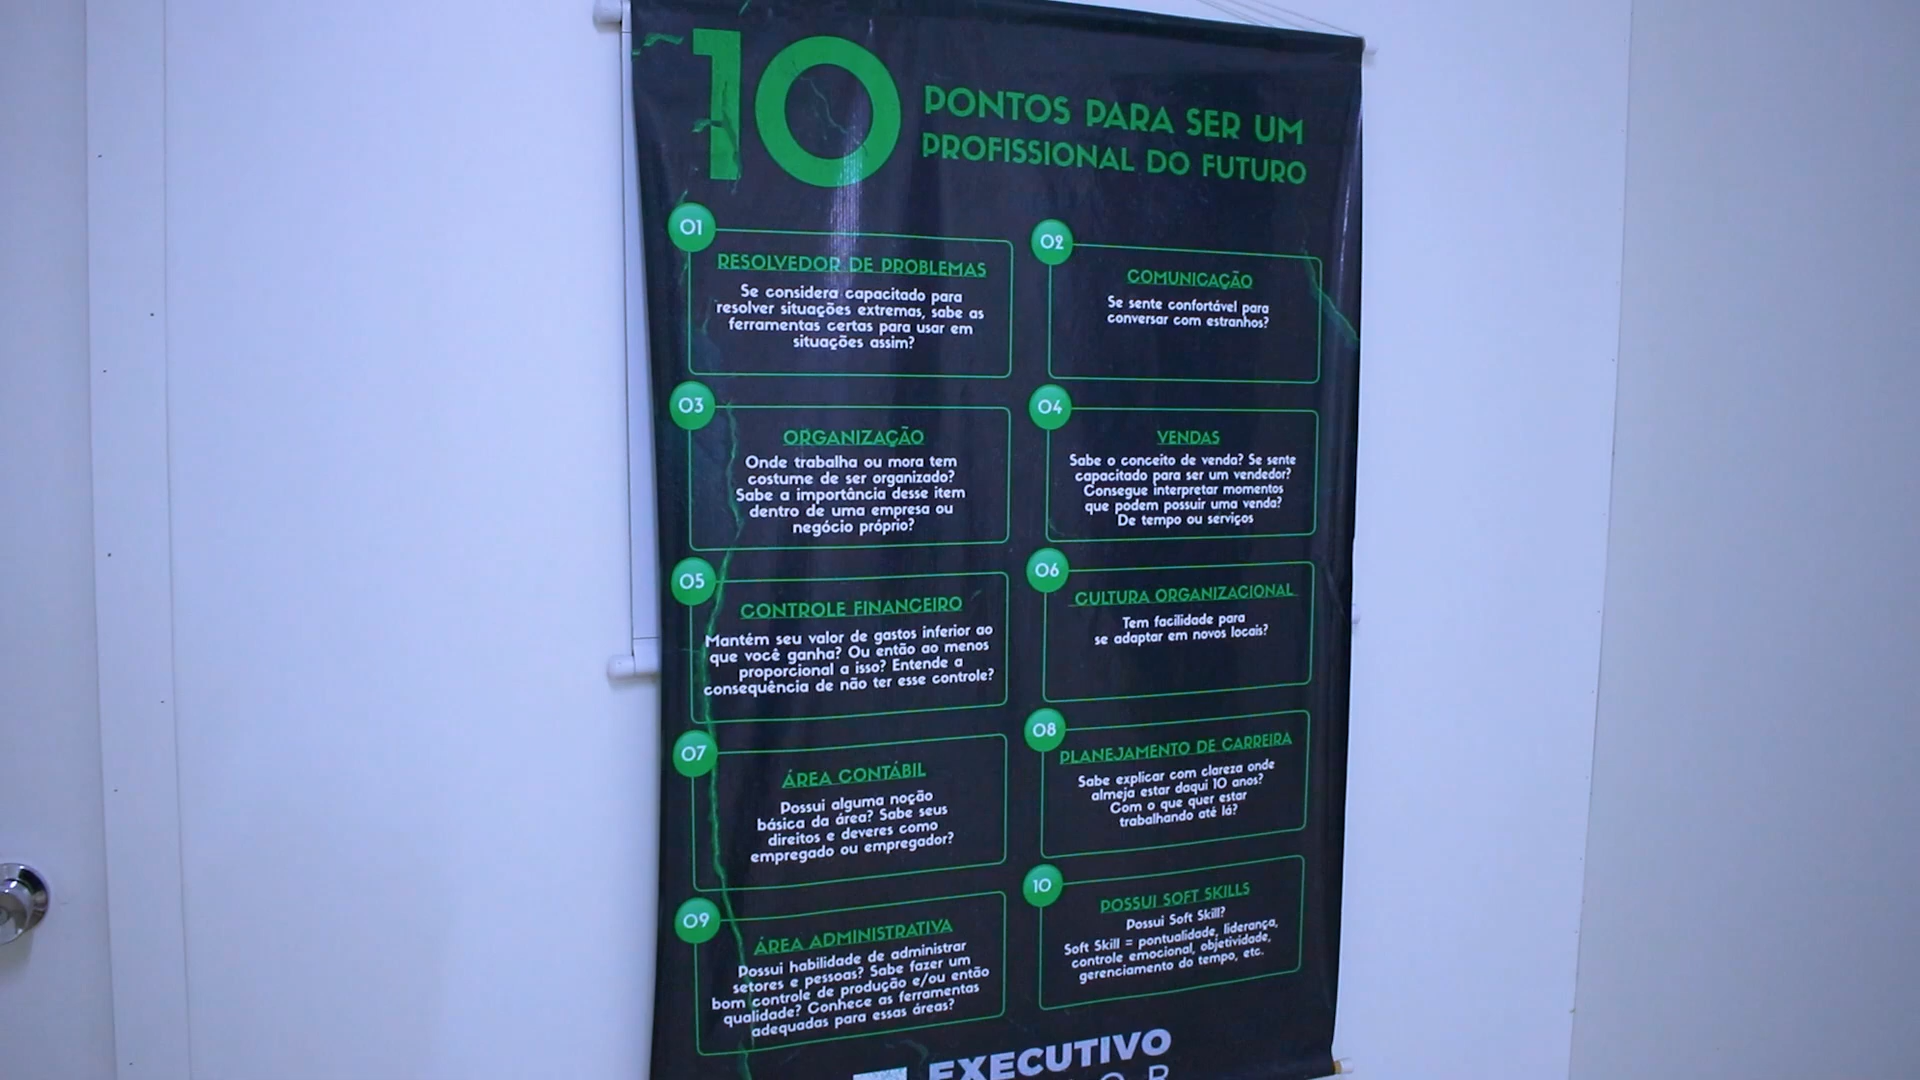 10 PONTOS PARA SER UM
PROFISSIONAL DO FUTURO
01
RESOLVEDOR DE PROBLEMAS
Se considera capacitado para
resolver situações extremas, sabe as
ferramentas certas para usar em
situações assim?
02
COMUNICAÇÃO
Se sente confortável para
conversar com estranhos?
03
ORGANIZAÇÃO
Onde trabalha ou mora tem
costume de ser organizado?
Sabe a importância desse item
dentro de uma empresa ou
negócio próprio?
04
VENDAS
Sabe o conceito de venda? Se sente
capacitado para ser um vendedor?
Consegue interpretar momentos
que podem possuir uma venda?
De tempo ou serviços
05
CONTROLE FINANCEIRO
Mantém seu valor de gastos inferior ao
que você ganha? Ou então ao menos
proporcional a isso? Entende a
consequência de não ter esse controle?
06
CULTURA ORGANIZACIONAL
Tem facilidade para
se adaptar em novos locais?
07
ÁREA CONTÁBIL
Possui alguma noção
básica da área? Sabe seus
direitos e deveres como
empregado ou empregador?
08
PLANEJAMENTO DE CARREIRA
Sabe explicar com clareza onde
almeja estar daqui 10 anos?
Com o que quer estar
trabalhando até lá?
09
ÁREA ADMINISTRATIVA
Possui habilidade de administrar
setores e pessoas? Sabe fazer um
bom controle de produção e/ou então
qualidade? Conhece as ferramentas
adequadas para essas áreas?
10
POSSUI SOFT SKILLS
Possui Soft Skill?
Soft Skill = pontualidade, liderança,
controle emocional, objetividade,
gerenciamento do tempo, etc.
EXECUTIVO